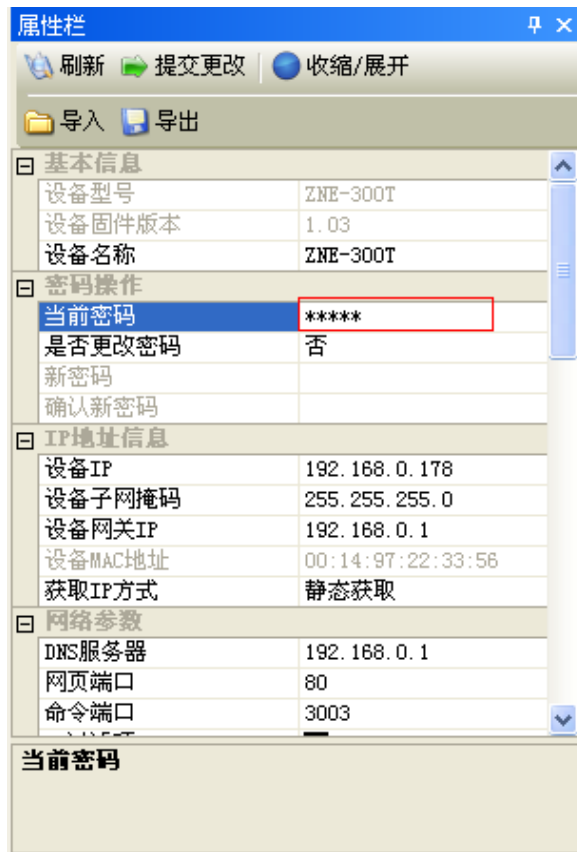 属性栏
刷新 提交更改 收缩/展开
导入 导出
基本信息
设备型号 ZNE-300T
设备固件版本 1.03
设备名称 ZNE-300T
密码操作
当前密码 *****
是否更改密码 否
新密码
确认新密码
IP地址信息
设备IP 192.168.0.178
设备子网掩码 255.255.255.0
设备网关IP 192.168.0.1
设备MAC地址 00:14:97:22:33:56
获取IP方式 静态获取
网络参数
DNS服务器 192.168.0.1
网页端口 80
命令端口 3003
当前密码